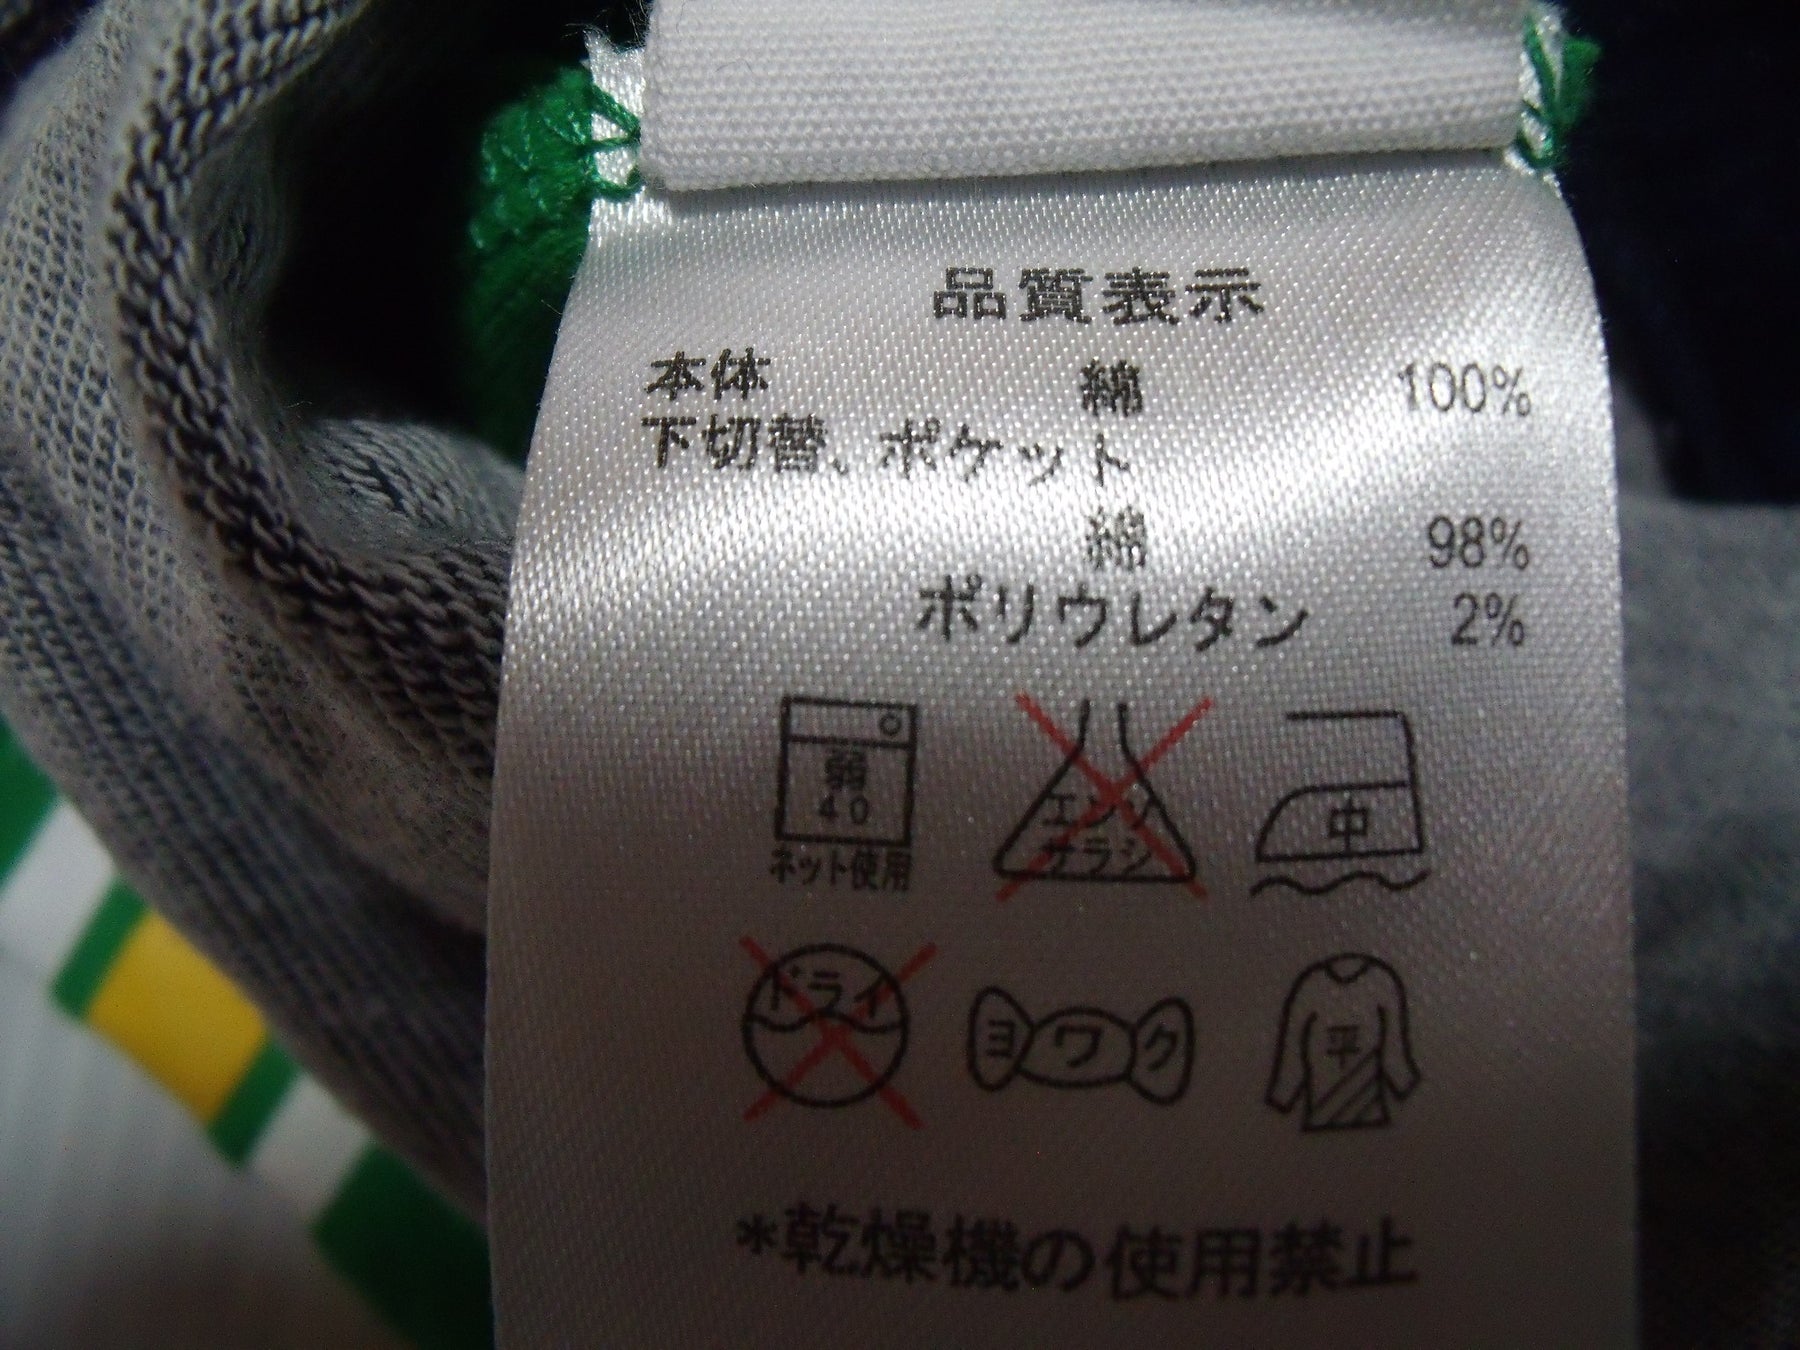 品質表示
本体 綿 100%
下切替、ポケット
綿 98%
ポリウレタン 2%
弱
40
ネット使用
エンソ
サラシ
中
ドライ
ヨワク
平
*乾燥機の使用禁止